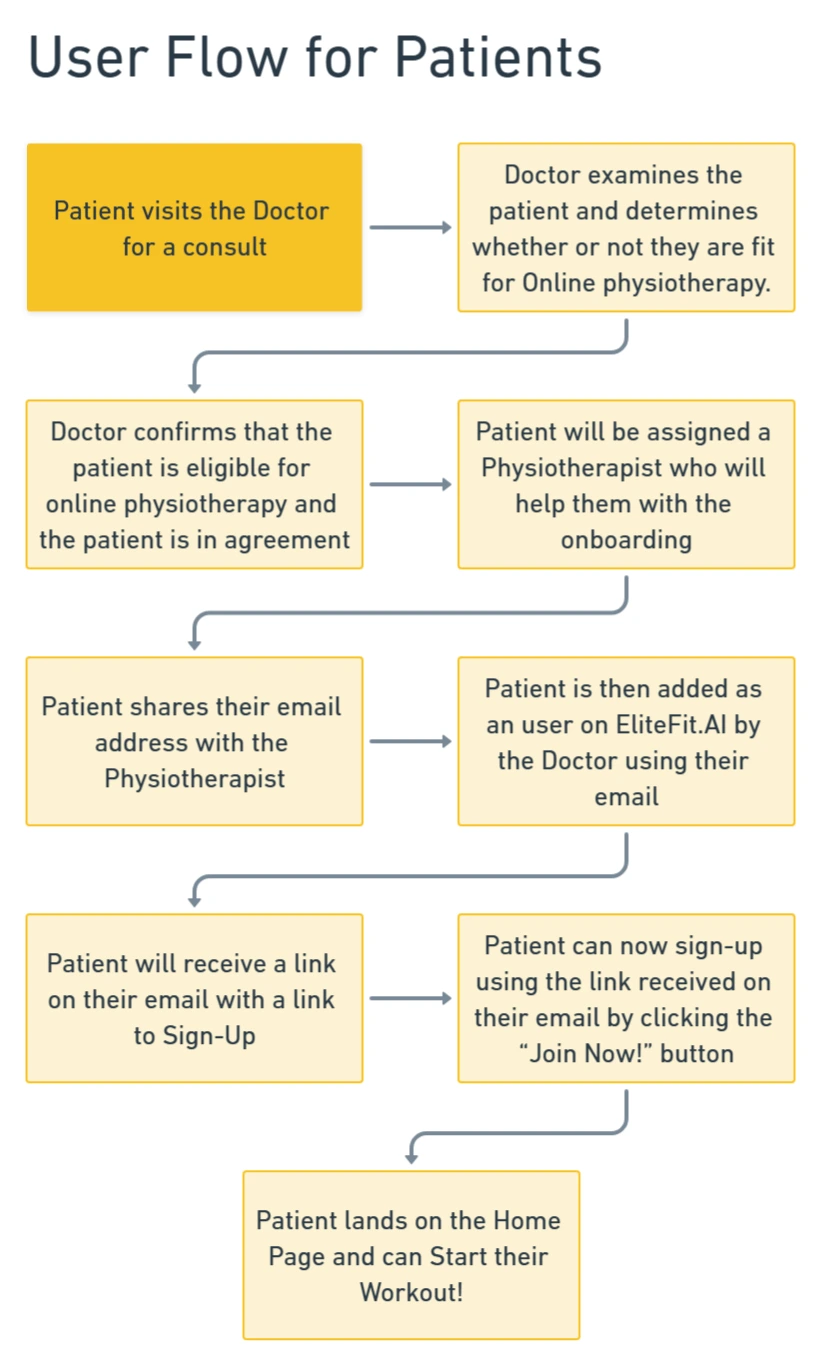 User Flow for Patients
Patient visits the Doctor
for a consult
Doctor examines the
patient and determines
whether or not they are fit
for Online physiotherapy.
Doctor confirms that the
patient is eligible for
online physiotherapy and
the patient is in agreement
Patient will be assigned a
Physiotherapist who will
help them with the
onboarding
Patient shares their email
address with the
Physiotherapist
Patient is then added as
an user on EliteFit.AI by
the Doctor using their
email
Patient will receive a link
on their email with a link
to Sign-Up
Patient can now sign-up
using the link received on
their email by clicking the
“Join Now!” button
Patient lands on the Home
Page and can Start their
Workout!